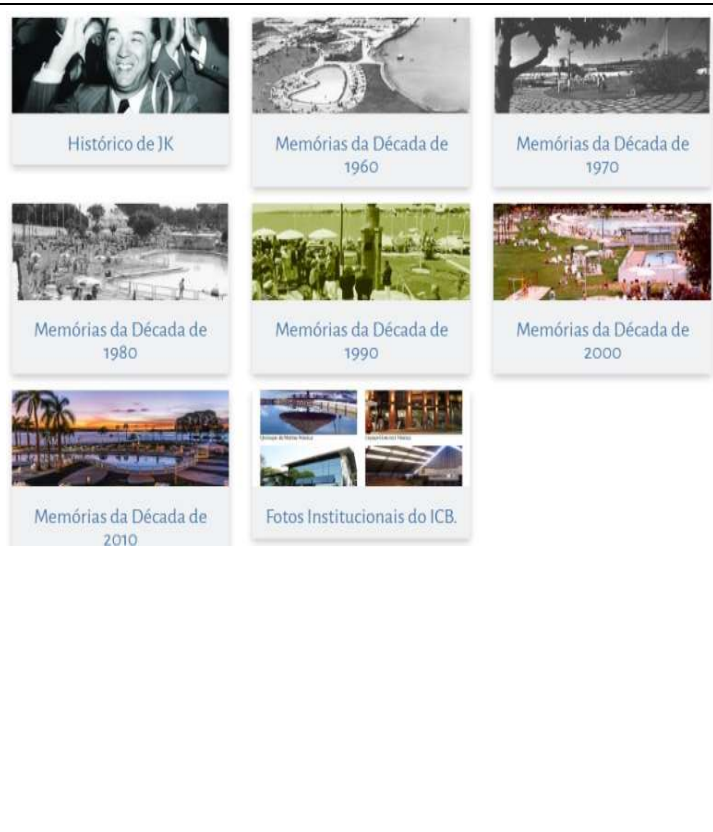 Histórico de JK
Memórias da Década de
1960
Memórias da Década de
1970
Memórias da Década de
1980
Memórias da Década de
1990
Memórias da Década de
2000
Memórias da Década de
2010
Fotos Institucionais do ICB.